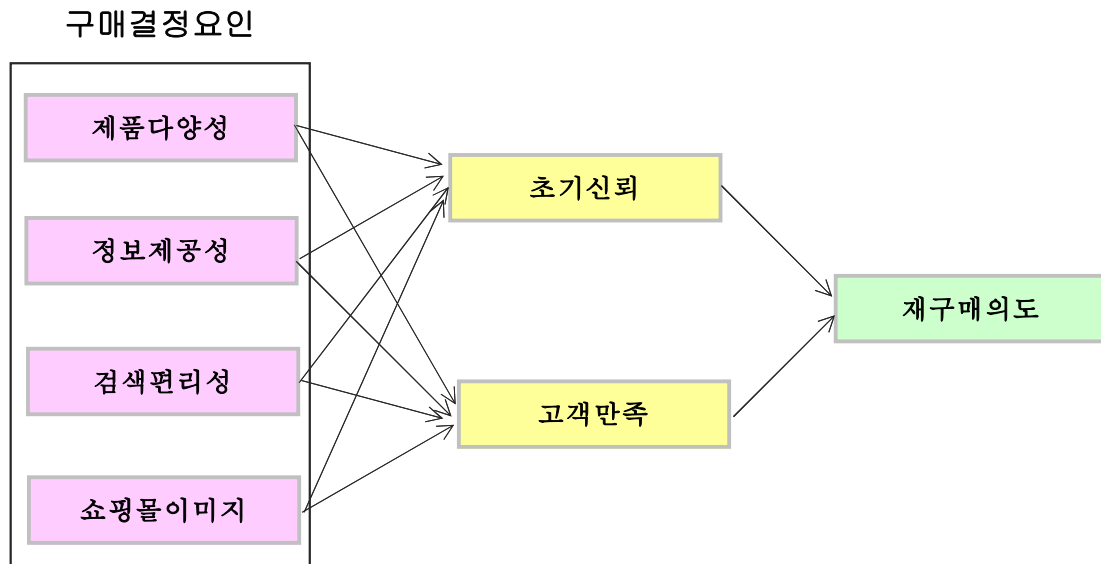 구매결정요인
제품다양성
정보제공성
검색편리성
쇼핑몰이미지
초기신뢰
고객만족
재구매의도